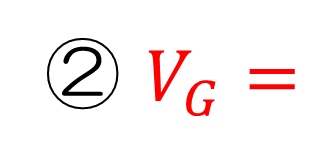 ② V_G =